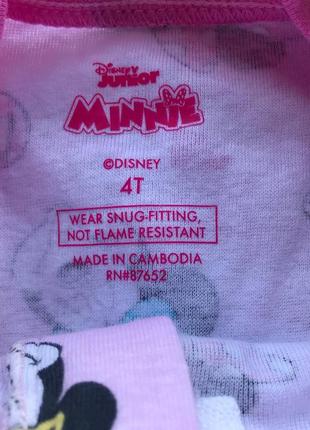 Disney
Junior
MINNIE
©DISNEY
4T
WEAR SNUG-FITTING,
NOT FLAME RESISTANT
MADE IN CAMBODIA
RN#87652